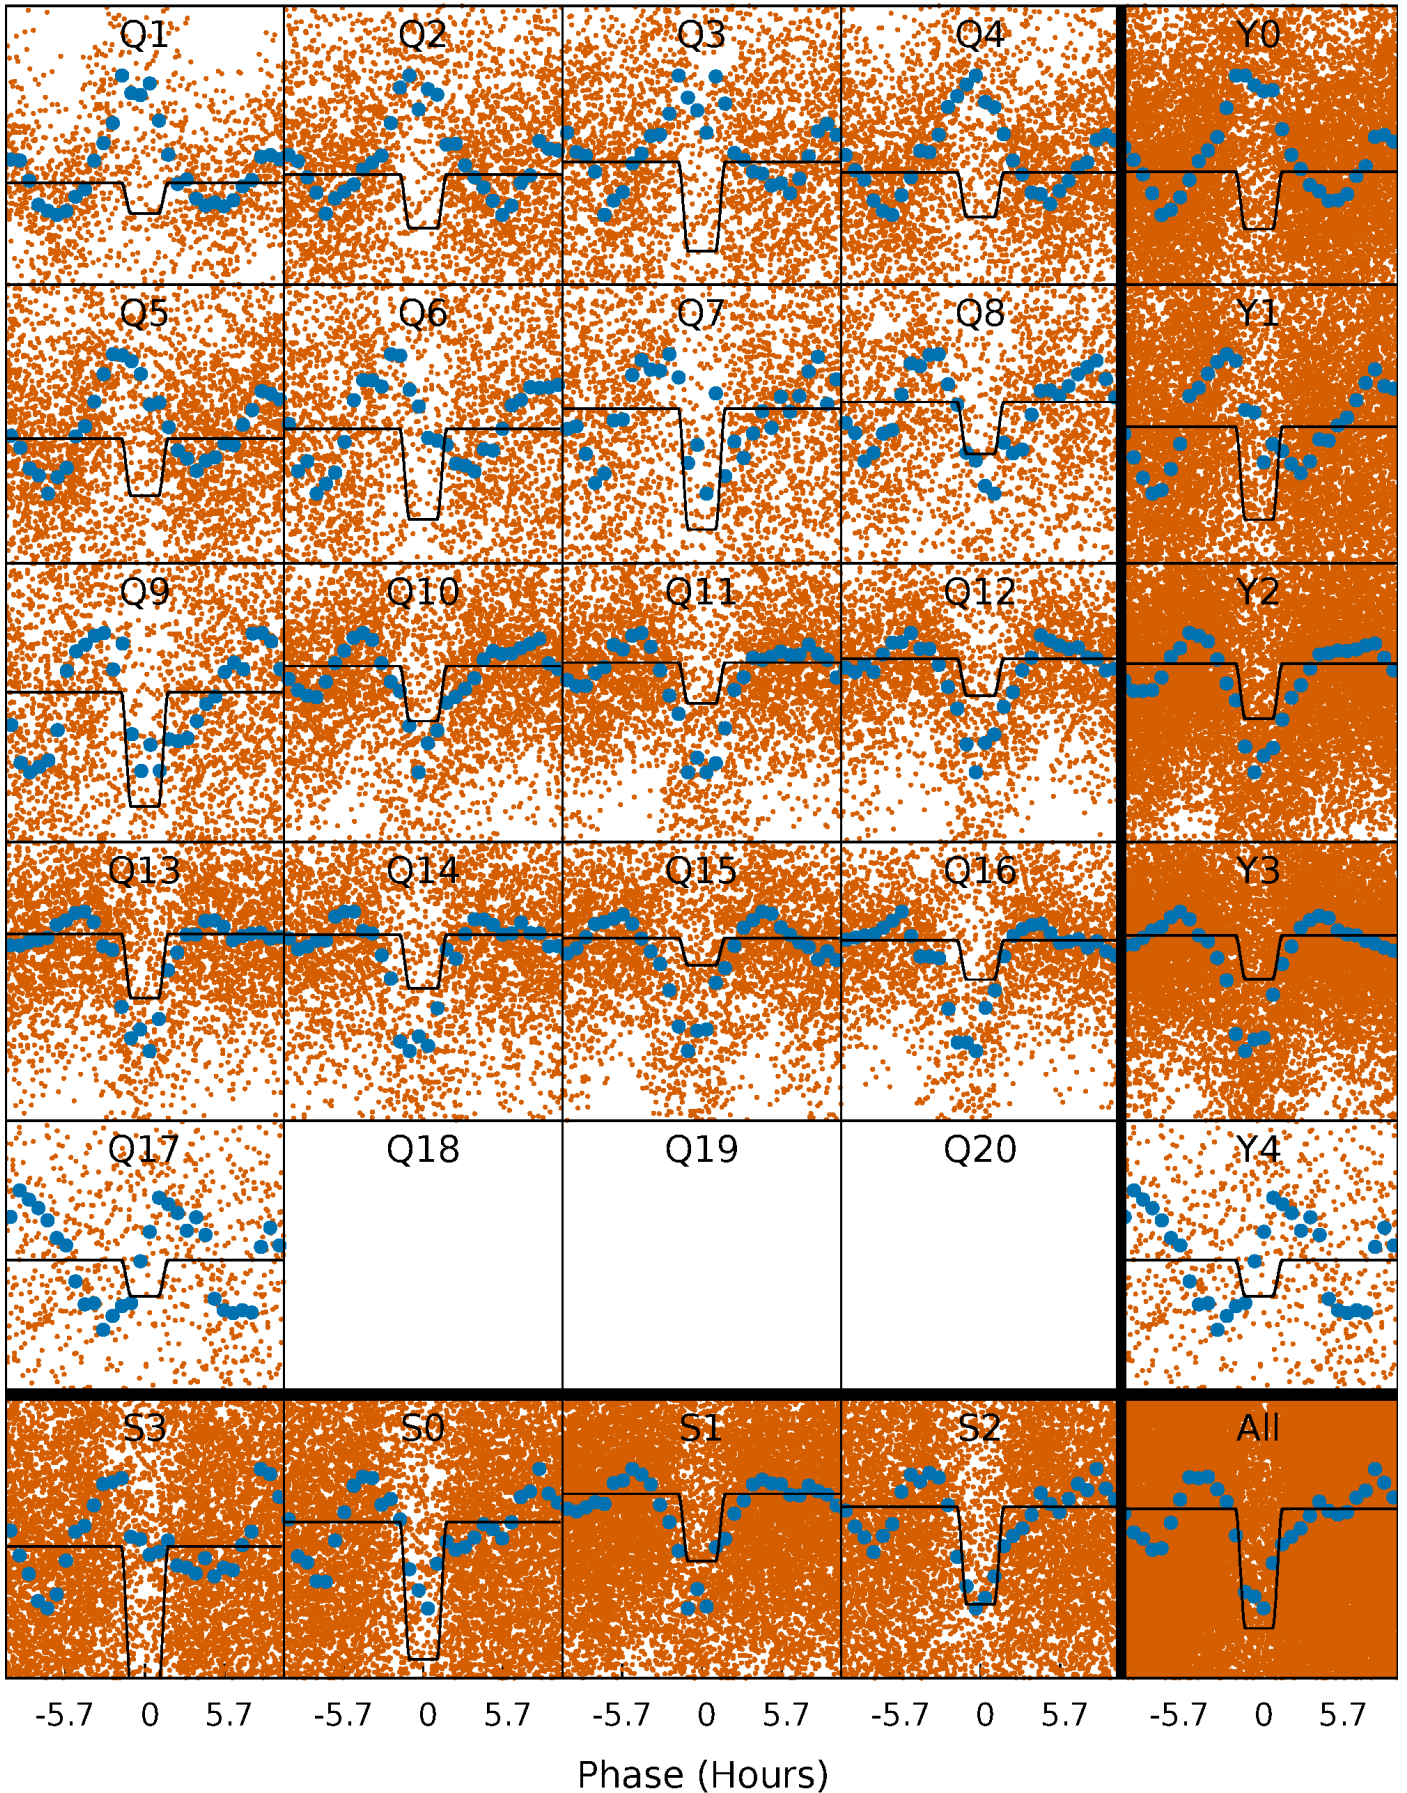 Q1 Q2 Q3 Q4 Y0
Q5 Q6 Q7 Q8 Y1
Q9 Q10 Q11 Q12 Y2
Q13 Q14 Q15 Q16 Y3
Q17 Q18 Q19 Q20 Y4
S3 S0 S1 S2 All
-5.7 0 5.7 -5.7 0 5.7 -5.7 0 5.7 -5.7 0 5.7 -5.7 0 5.7
Phase (Hours)